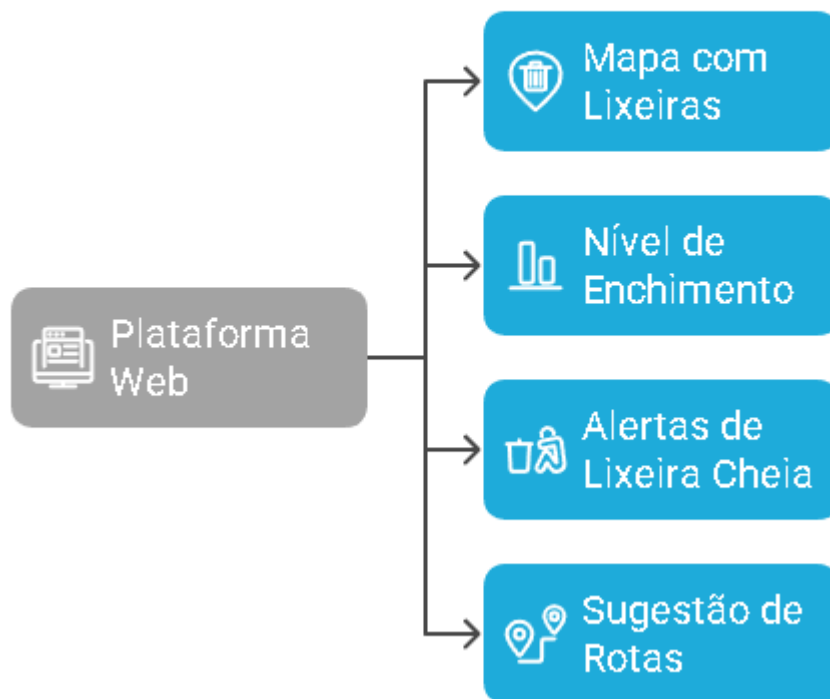 Mapa com
Lixeiras
Nível de
Enchimento
Plataforma
Web
Alertas de
Lixeira Cheia
Sugestão de
Rotas